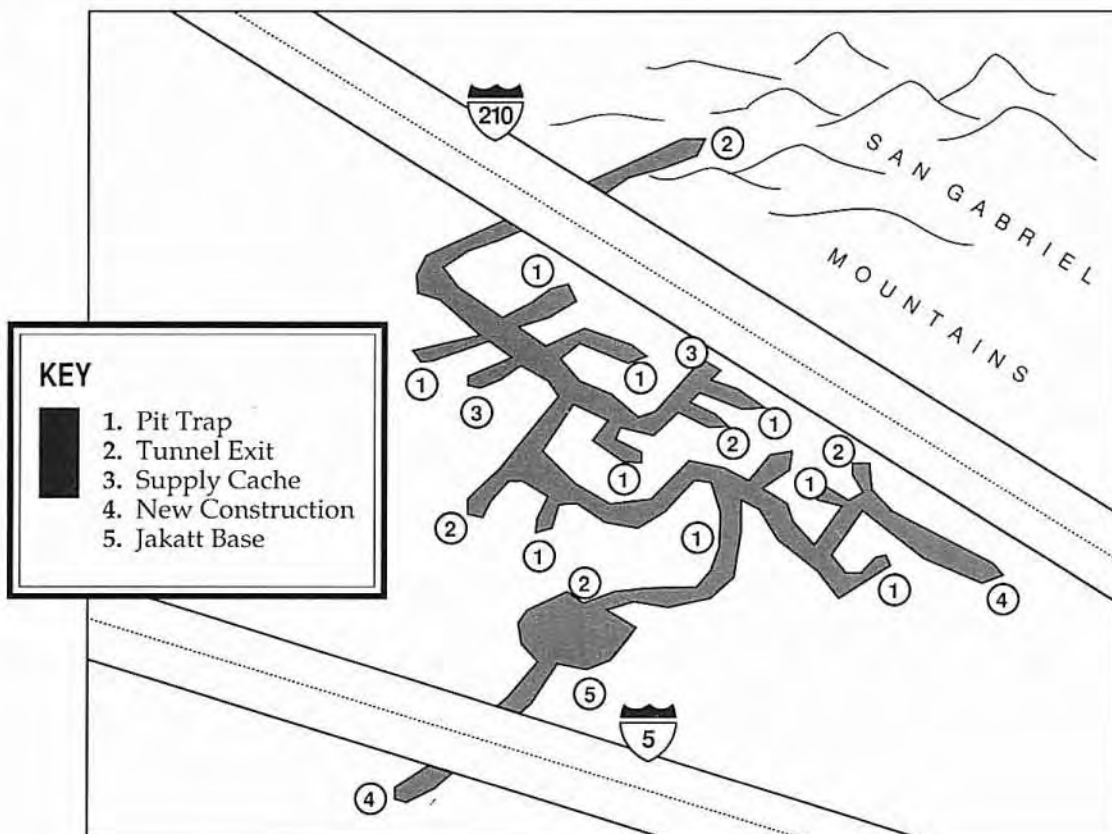 210
2
SAN GABRIEL
MOUNTAINS
1
1
3
1
3
1
2
1
1
2
1
2
1
1
1
4
2
5
5
4
KEY
1. Pit Trap
2. Tunnel Exit
3. Supply Cache
4. New Construction
5. Jakatt Base